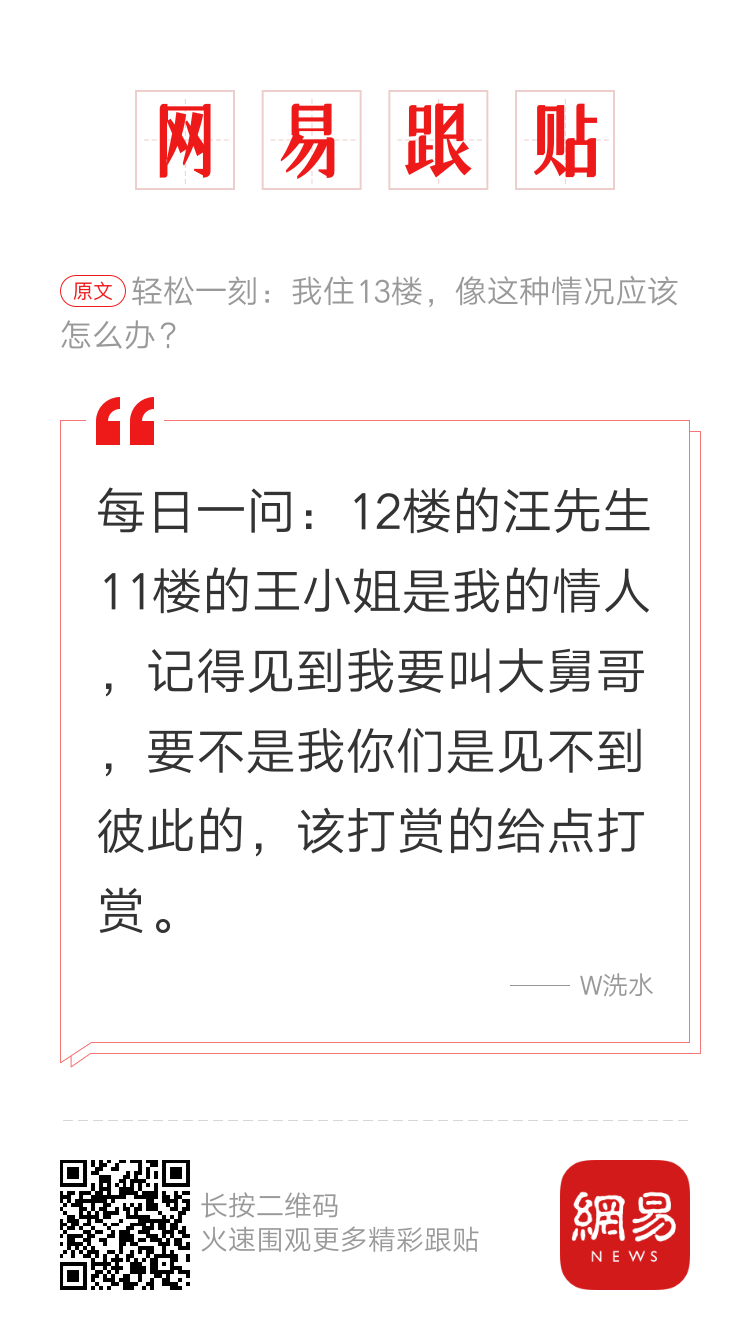 网易跟贴
原文 轻松一刻：我住13楼，像这种情况应该
怎么办？
每日一问：12楼的汪先生
11楼的王小姐是我的情人
，记得见到我要叫大舅哥
，要不是我你们是见不到
彼此的，该打赏的给点打
赏。
—— W洗水
长按二维码
火速围观更多精彩跟贴
網易
NEWS